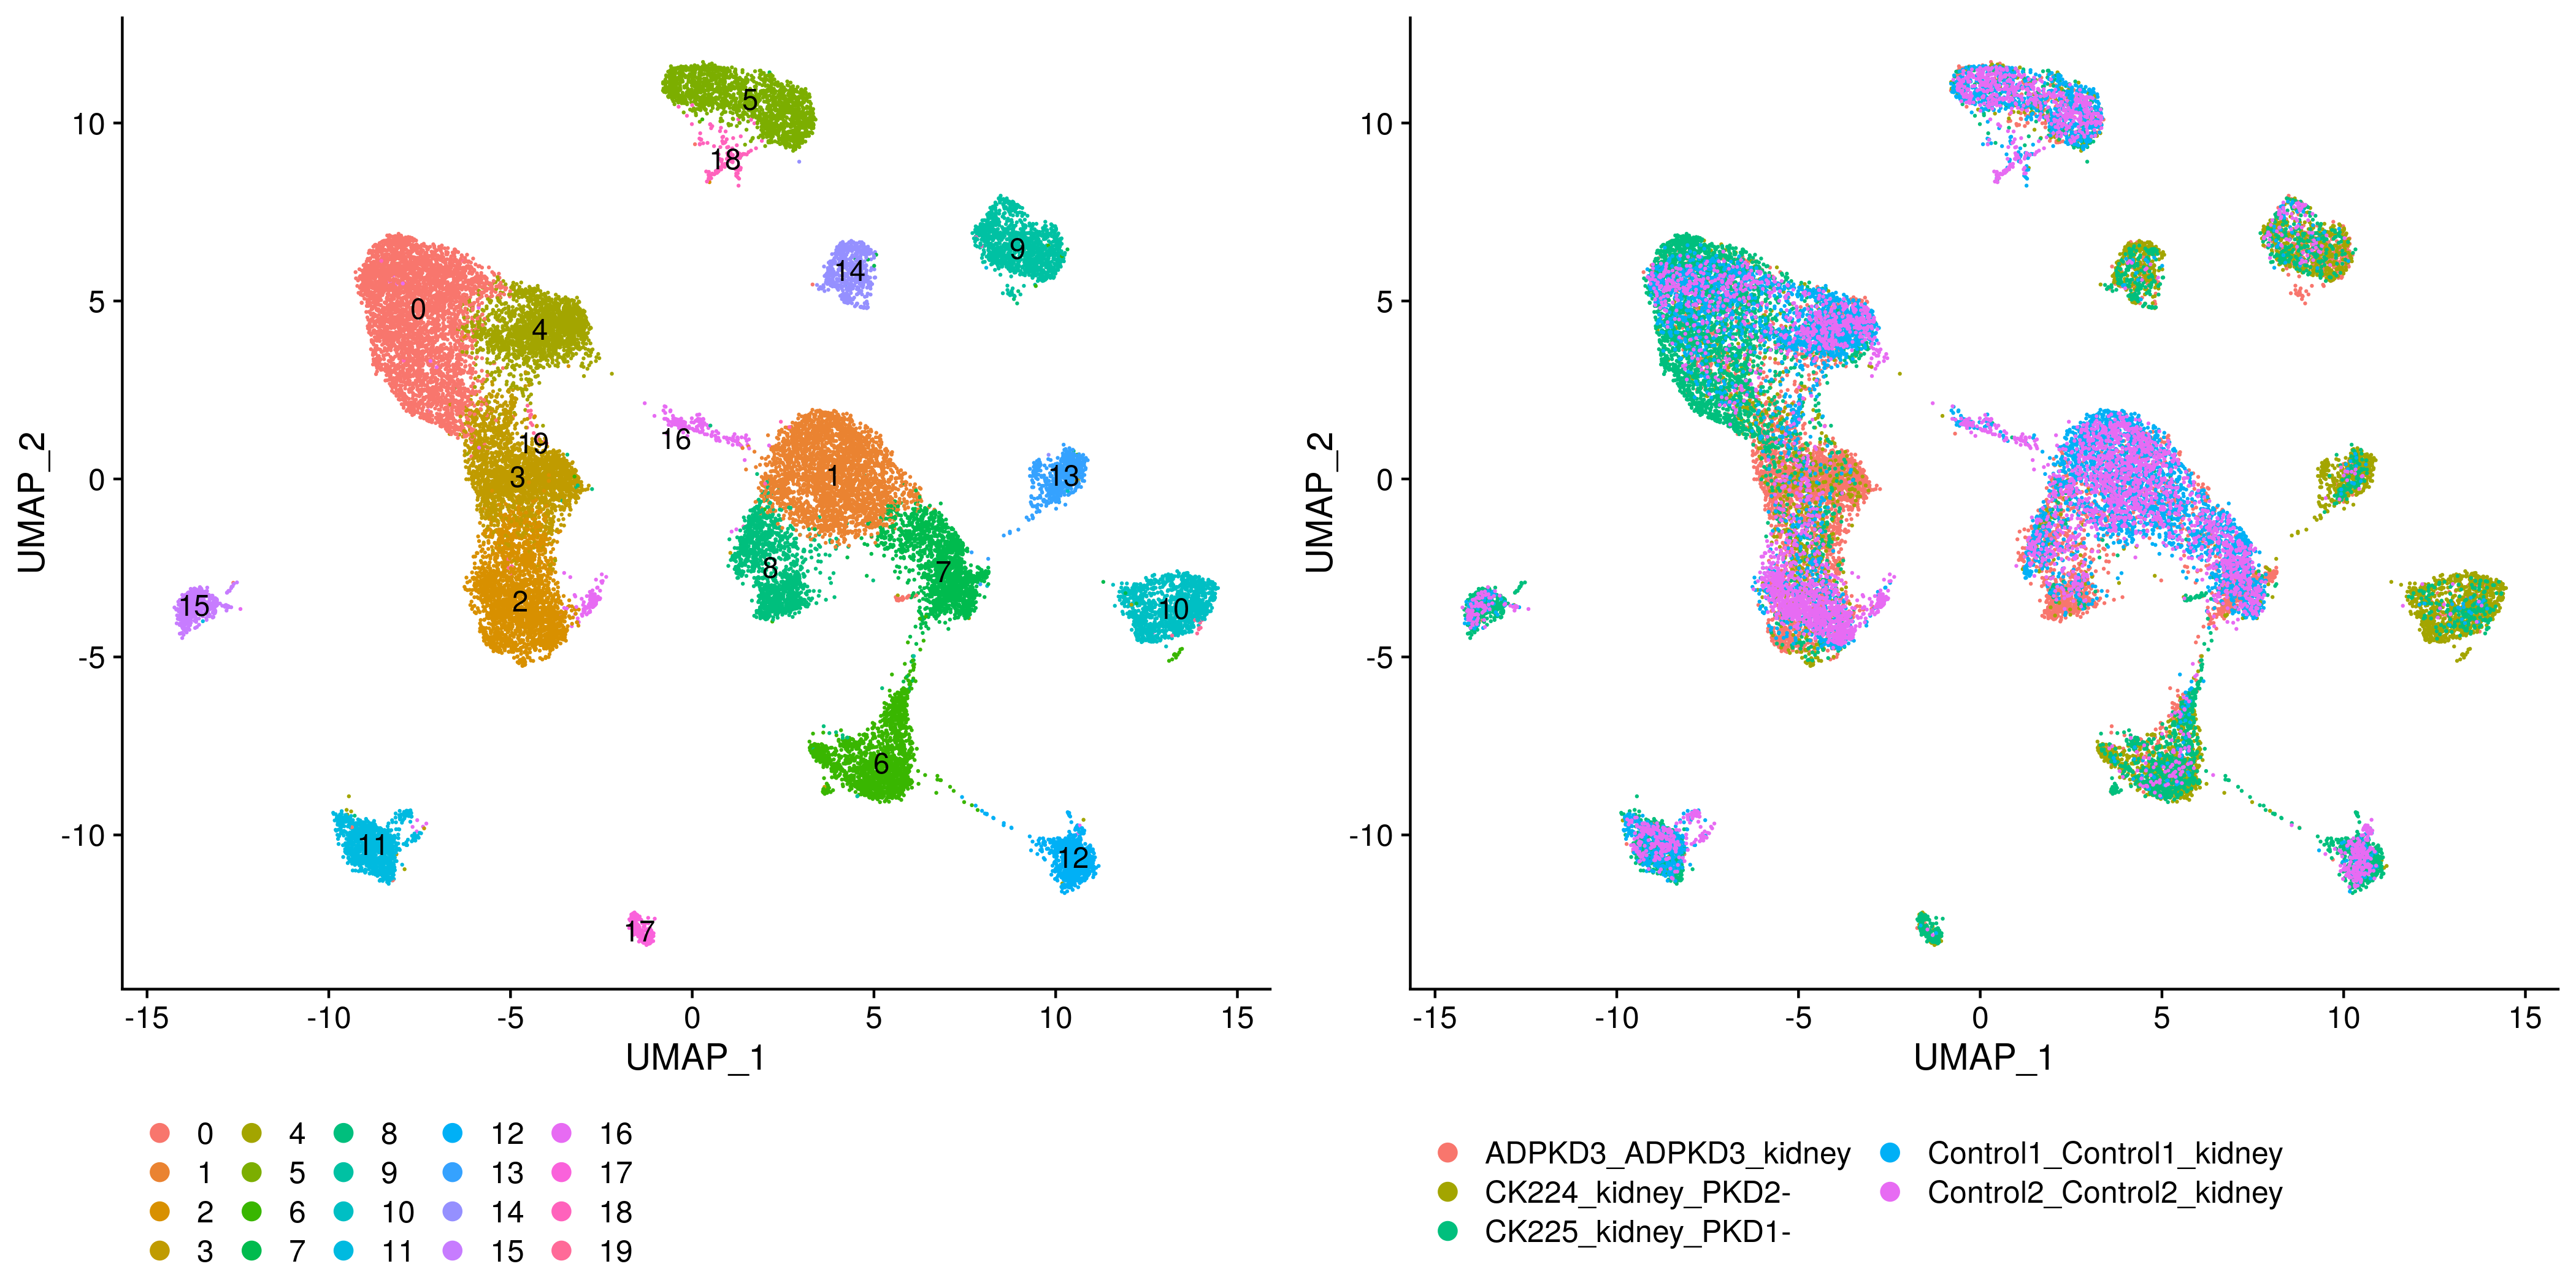 10
5
0
-5
-10
UMAP_2
-15 -10 -5 0 5 10 15
UMAP_1
5
18
9
14
0
4
16
19
3
1
13
8
7
2
15
10
6
11
12
17
0 4 8 12 16
1 5 9 13 17
2 6 10 14 18
3 7 11 15 19
10
5
0
-5
-10
UMAP_2
-15 -10 -5 0 5 10 15
UMAP_1
ADPKD3_ADPKD3_kidney Control1_Control1_kidney
CK224_kidney_PKD2- Control2_Control2_kidney
CK225_kidney_PKD1-